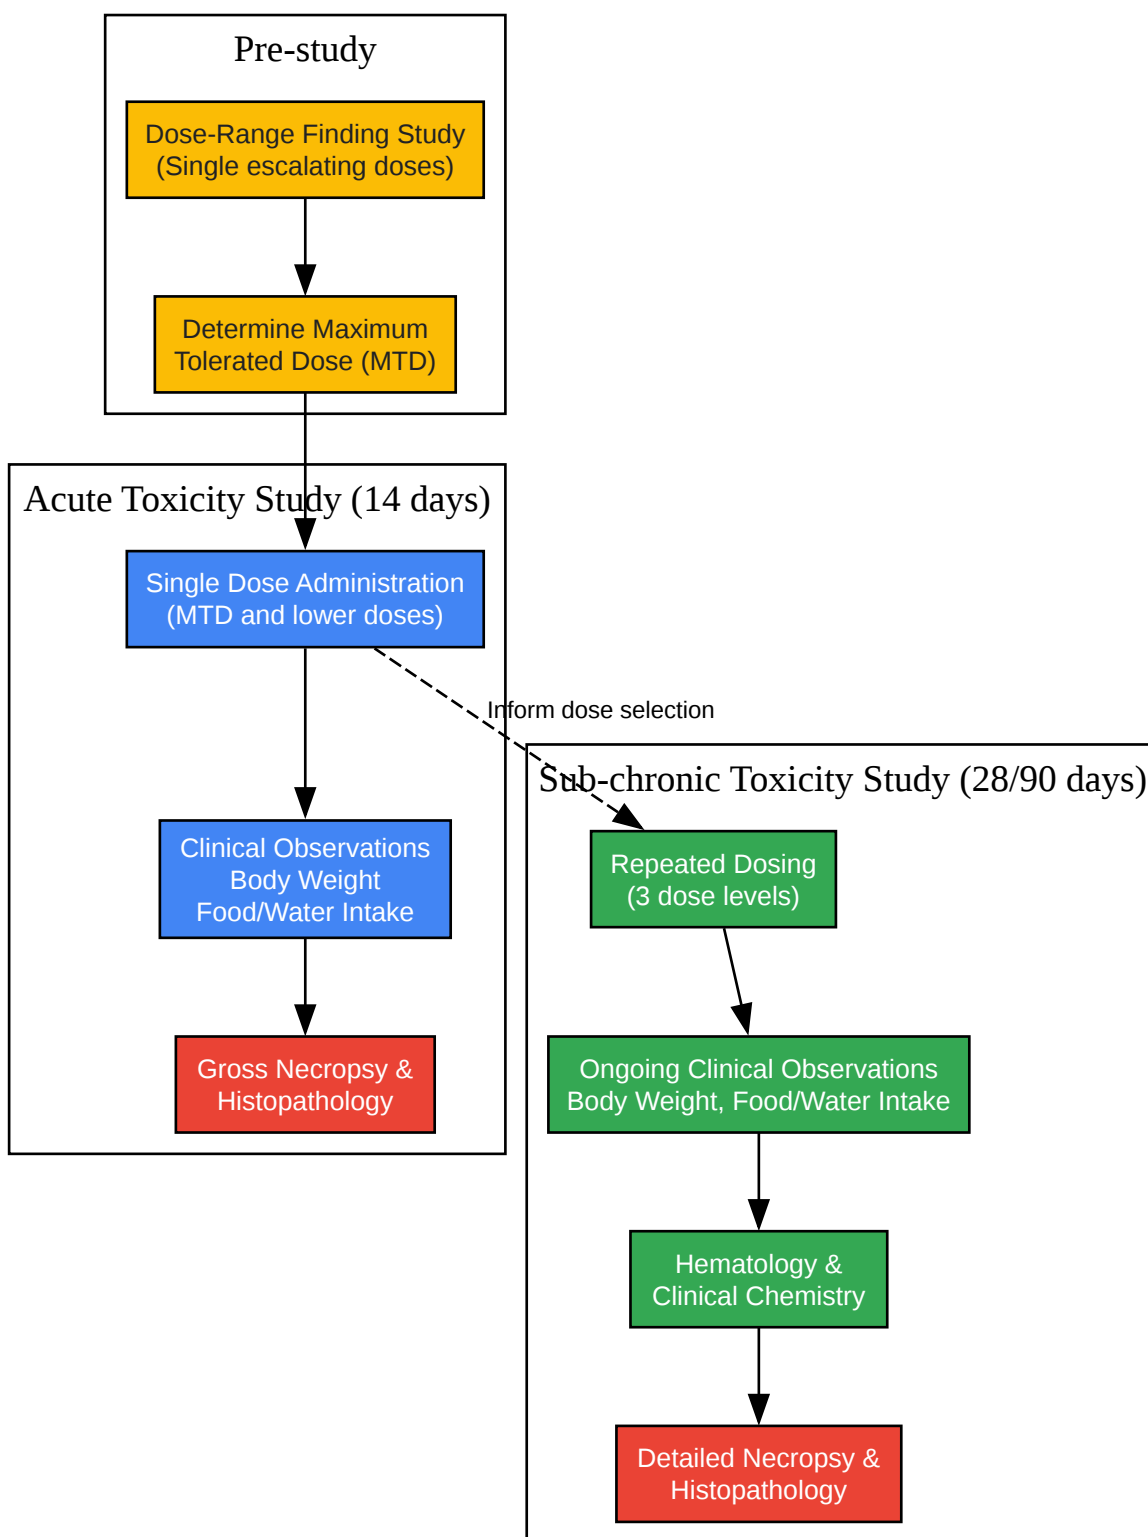 Pre-study
Dose-Range Finding Study
(Single escalating doses)
Determine Maximum
Tolerated Dose (MTD)
Acute Toxicity Study (14 days)
Single Dose Administration
(MTD and lower doses)
Inform dose selection
Clinical Observations
Body Weight
Food/Water Intake
Gross Necropsy &
Histopathology
Sub-chronic Toxicity Study (28/90 days)
Repeated Dosing
(3 dose levels)
Ongoing Clinical Observations
Body Weight, Food/Water Intake
Hematology &
Clinical Chemistry
Detailed Necropsy &
Histopathology